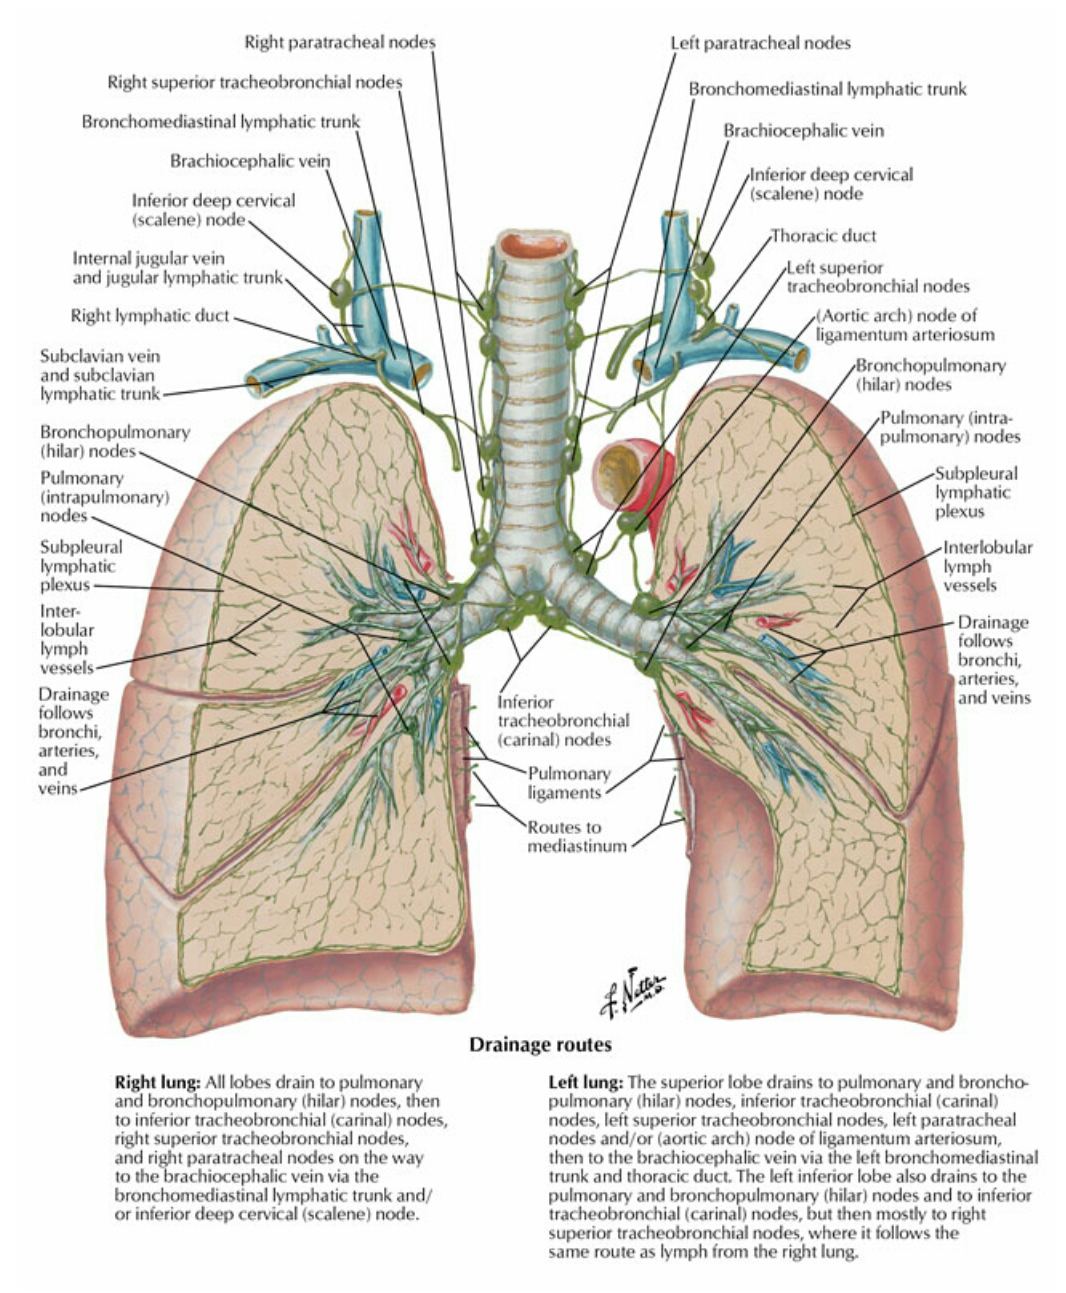 Right paratracheal nodes
Right superior tracheobronchial nodes
Bronchomediastinal lymphatic trunk
Brachiocephalic vein
Inferior deep cervical
(scalene) node
Internal jugular vein
and jugular lymphatic trunk
Right lymphatic duct
Subclavian vein
and subclavian
lymphatic trunk
Bronchopulmonary
(hilar) nodes
Pulmonary
(intrapulmonary)
nodes
Subpleural
lymphatic
plexus
Inter-
lobular
lymph
vessels
Drainage
follows
bronchi,
arteries,
and
veins
Left paratracheal nodes
Bronchomediastinal lymphatic trunk
Brachiocephalic vein
Inferior deep cervical
(scalene) node
Thoracic duct
Left superior
tracheobronchial nodes
(Aortic arch) node of
ligamentum arteriosum
Bronchopulmonary
(hilar) nodes
Pulmonary (intra-
pulmonary) nodes
Subpleural
lymphatic
plexus
Interlobular
lymph
vessels
Drainage
follows
bronchi,
arteries,
and veins
Inferior
tracheobronchial
(carinal) nodes
Pulmonary
ligaments
Routes to
mediastinum
F. Netter
M.D.
Drainage routes
Right lung: All lobes drain to pulmonary
and bronchopulmonary (hilar) nodes, then
to inferior tracheobronchial (carinal) nodes,
right superior tracheobronchial nodes,
and right paratracheal nodes on the way
to the brachiocephalic vein via the
bronchomediastinal lymphatic trunk and/
or inferior deep cervical (scalene) node.
Left lung: The superior lobe drains to pulmonary and broncho-
pulmonary (hilar) nodes, inferior tracheobronchial (carinal)
nodes, left superior tracheobronchial nodes, left paratracheal
nodes and/or (aortic arch) node of ligamentum arteriosum,
then to the brachiocephalic vein via the left bronchomediastinal
trunk and thoracic duct. The left inferior lobe also drains to the
pulmonary and bronchopulmonary (hilar) nodes and to inferior
tracheobronchial (carinal) nodes, but then mostly to right
superior tracheobronchial nodes, where it follows the
same route as lymph from the right lung.